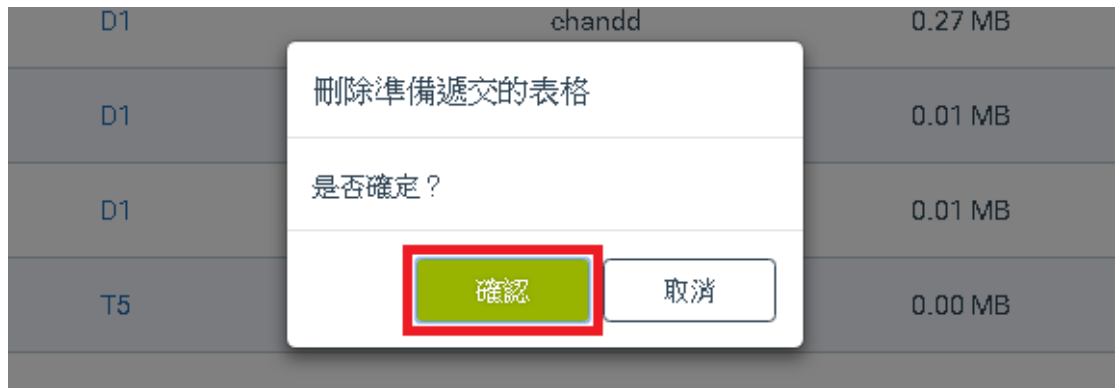 D1 chandd 0.27 MB
刪除準備遞交的表格
D1 0.01 MB
是否確定？
D1 0.01 MB
確認 取消
T5 0.00 MB